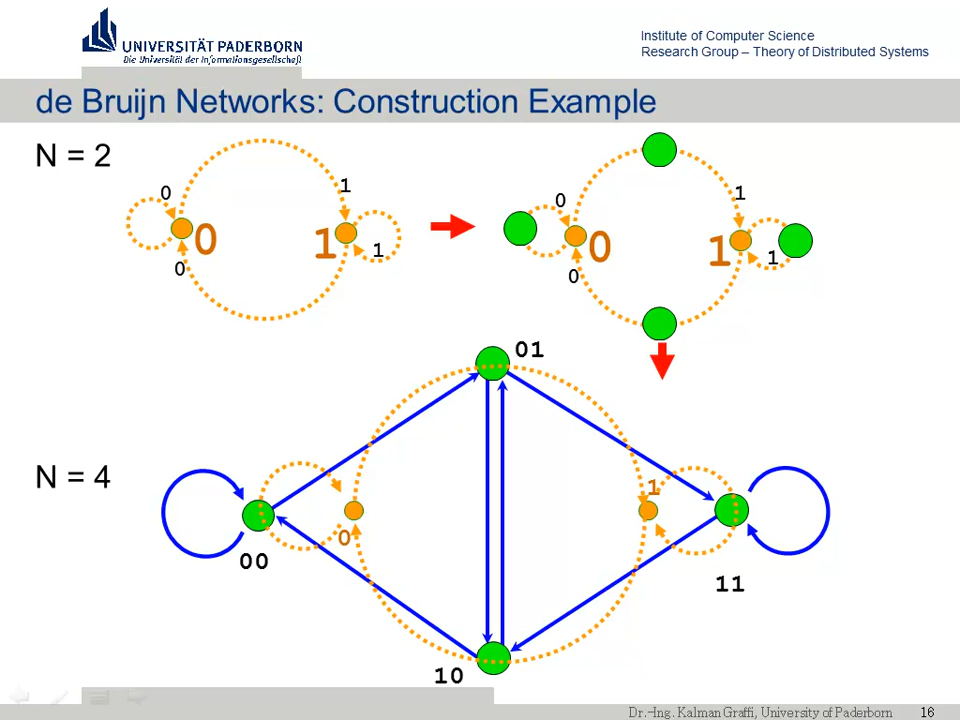 UNIVERSITÄT PADERBORN
Die Universität der Informationsgesellschaft
Institute of Computer Science
Research Group – Theory of Distributed Systems
de Bruijn Networks: Construction Example
N = 2
0
1
0
1
0
1
0
1
0
1
0
1
01
N = 4
1
0
00
11
10
Dr.-Ing. Kalman Graffi, University of Paderborn
16